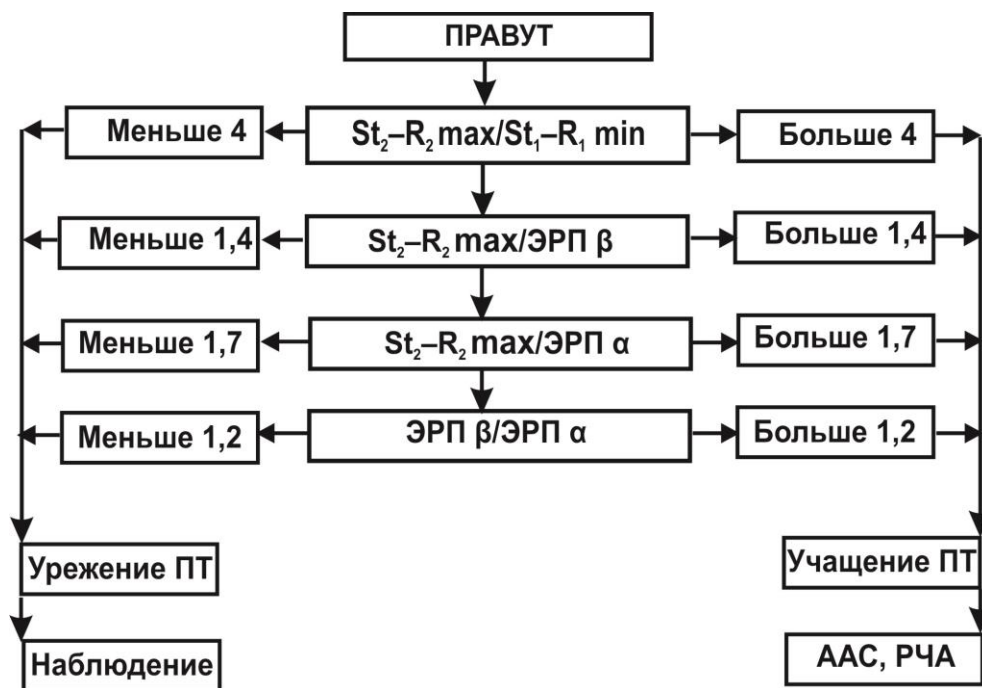 ПРАВУТ
Меньше 4
St₂–R₂ max/St₁–R₁ min
Больше 4
Меньше 1,4
St₂–R₂ max/ЭРП β
Больше 1,4
Меньше 1,7
St₂–R₂ max/ЭРП α
Больше 1,7
Меньше 1,2
ЭРП β/ЭРП α
Больше 1,2
Урежение ПТ
Учащение ПТ
Наблюдение
ААС, РЧА